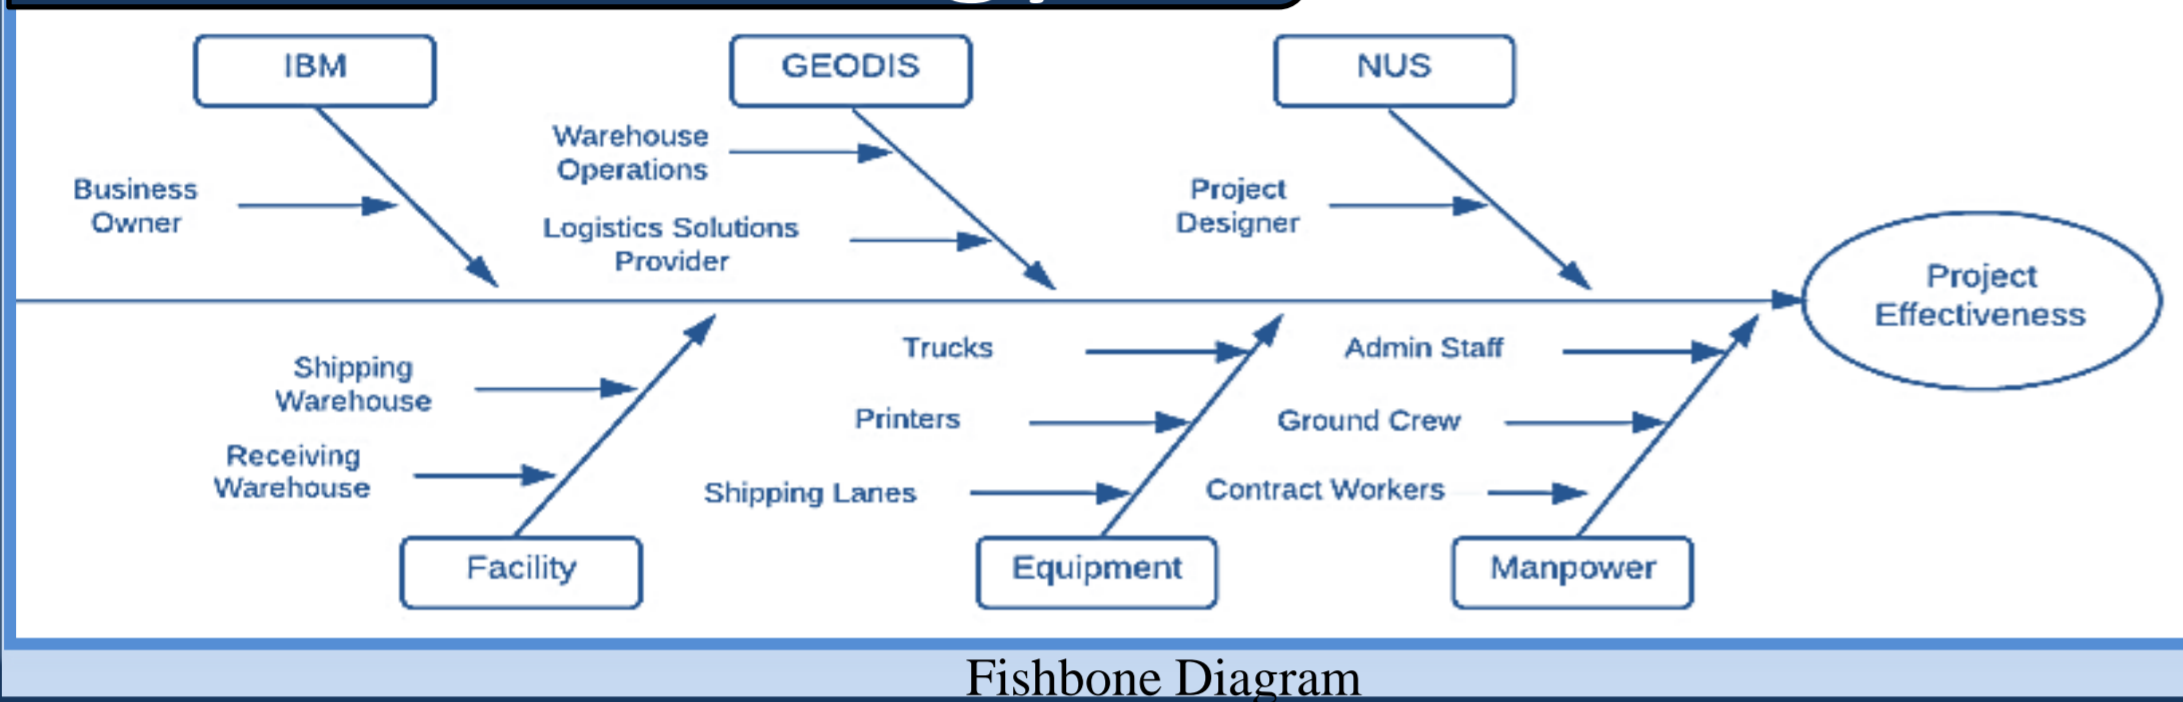 IBM
GEODIS
NUS
Warehouse
Operations
Business
Owner
Logistics Solutions
Provider
Project
Designer
Project
Effectiveness
Shipping
Warehouse
Receiving
Warehouse
Trucks
Printers
Shipping Lanes
Admin Staff
Ground Crew
Contract Workers
Facility
Equipment
Manpower
Fishbone Diagram